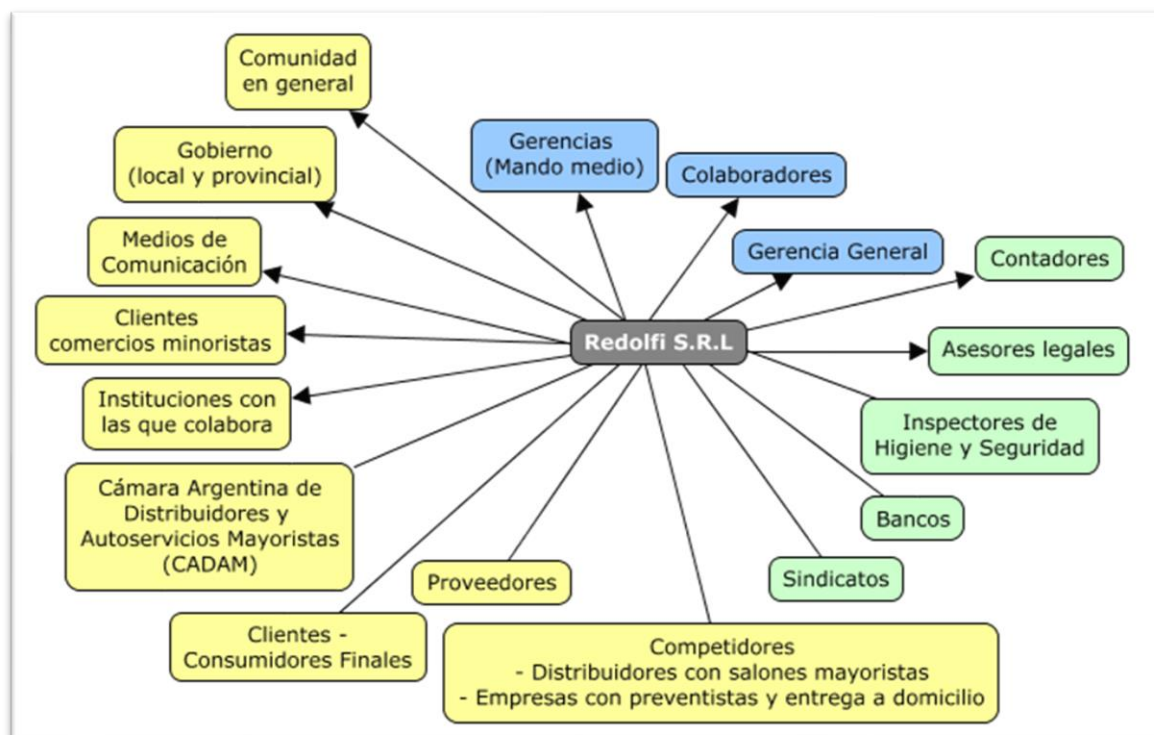 Comunidad
en general
Gobierno
(local y provincial)
Medios de
Comunicación
Clientes
comercios minoristas
Instituciones con
las que colabora
Cámara Argentina de
Distribuidores y
Autoservicios Mayoristas
(CADAM)
Clientes -
Consumidores Finales
Proveedores
Competidores
- Distribuidores con salones mayoristas
- Empresas con preventistas y entrega a domicilio
Gerencias
(Mando medio)
Colaboradores
Gerencia General
Redolfi S.R.L
Contadores
Asesores legales
Inspectores de
Higiene y Seguridad
Bancos
Sindicatos